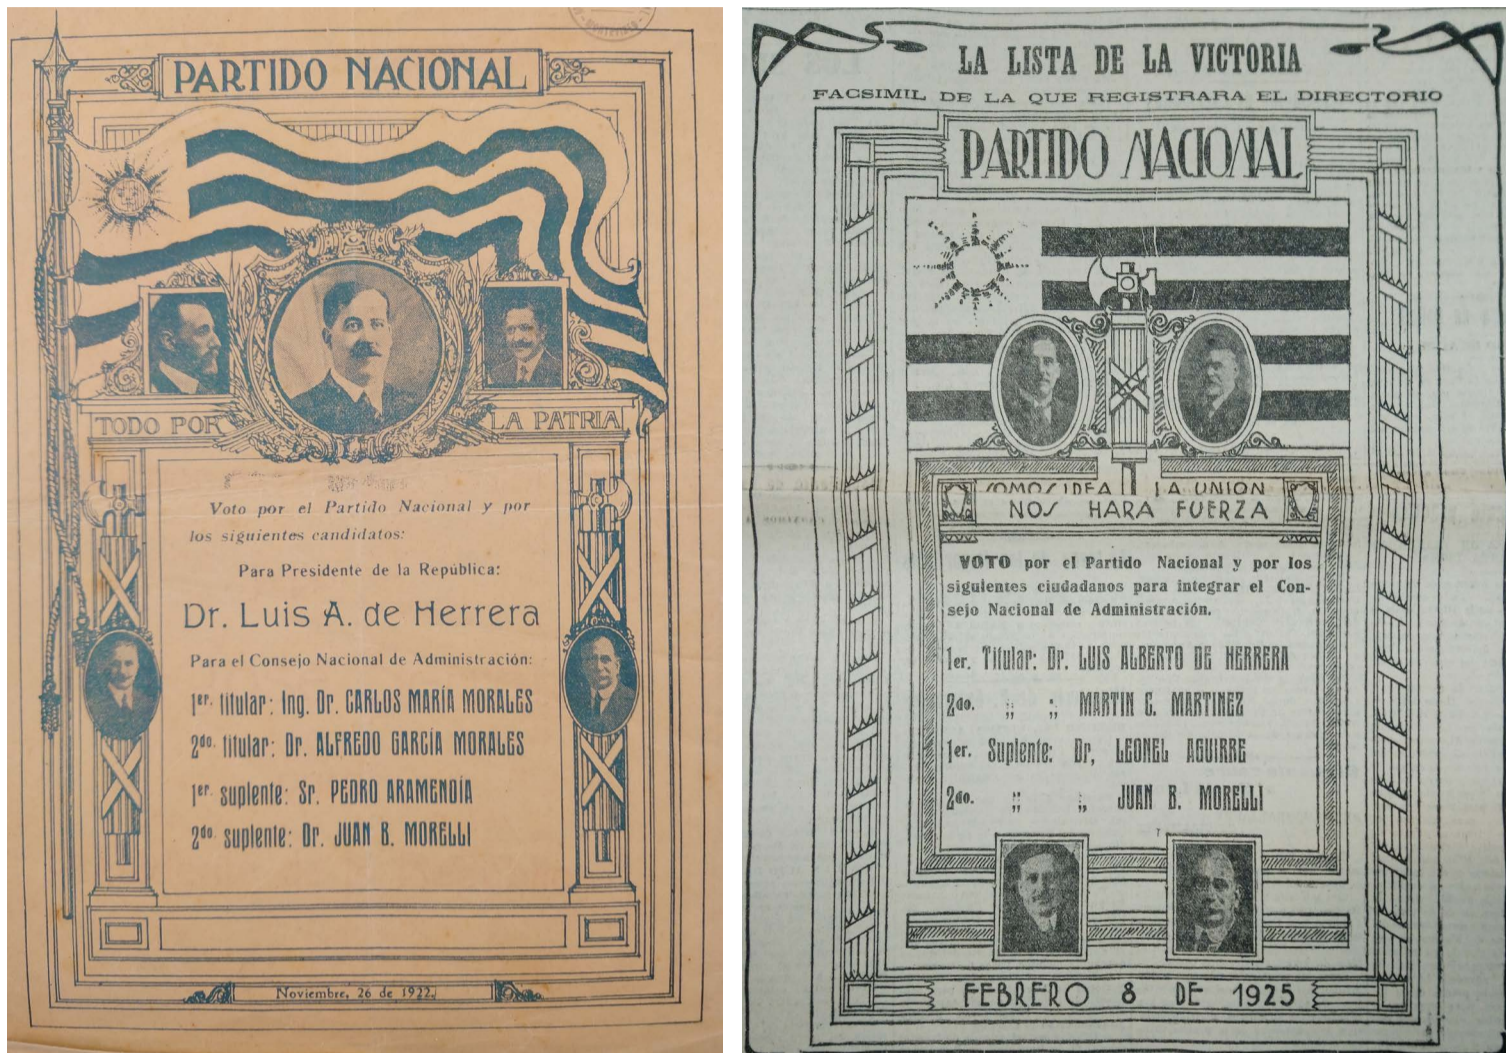 PARTIDO NACIONAL
TODO POR LA PATRIA
Voto por el Partido Nacional y por
los siguientes candidatos:
Para Presidente de la República:
Dr. Luis A. de Herrera
Para el Consejo Nacional de Administración:
1er. titular: Ing. Dr. CARLOS MARÍA MORALES
2do. titular: Dr. ALFREDO GARCÍA MORALES
1er. suplente: Sr. PEDRO ARAMENDÍA
2do. suplente: Dr. JUAN B. MORELLI
Noviembre, 26 de 1922.
LA LISTA DE LA VICTORIA
FACSIMIL DE LA QUE REGISTRARA EL DIRECTORIO
PARTIDO NACIONAL
SOMOS IDEA LA UNION
NOS HARA FUERZA
VOTO por el Partido Nacional y por los
siguientes ciudadanos para integrar el Con-
sejo Nacional de Administración.
1er. Titular: Dr. LUIS ALBERTO DE HERRERA
2do. „ „ MARTIN C. MARTINEZ
1er. Suplente: Dr, LEONEL AGUIRRE
2do. „ „ JUAN B. MORELLI
FEBRERO 8 DE 1925